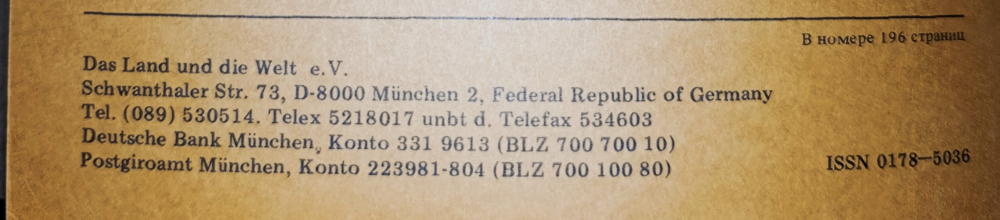 В номере 196 страниц
Das Land und die Welt e.V.
Schwanthaler Str. 73, D-8000 München 2, Federal Republic of Germany
Tel. (089) 530514. Telex 5218017 unbt d. Telefax 534603
Deutsche Bank München, Konto 331 9613 (BLZ 700 700 10)
Postgiroamt München, Konto 223981-804 (BLZ 700 100 80)
ISSN 0178—5036